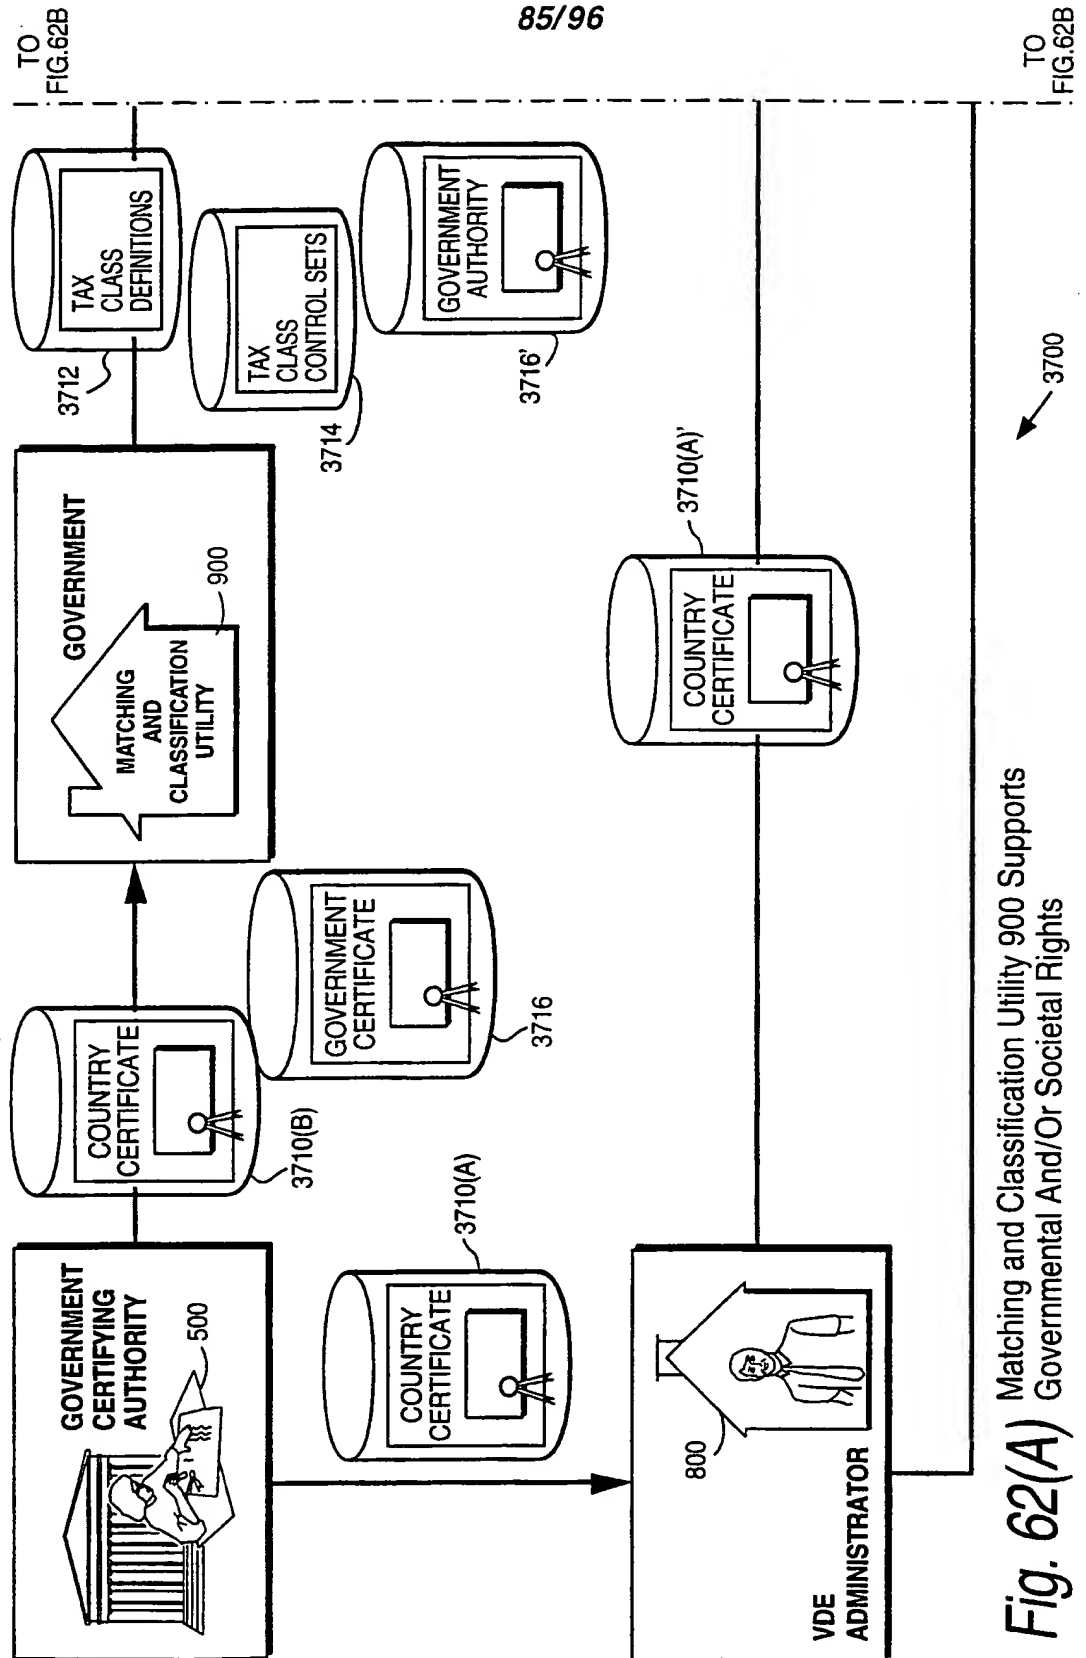 85/96
TO
FIG.62B
TO
FIG.62B
GOVERNMENT
CERTIFYING
AUTHORITY
500
COUNTRY
CERTIFICATE
3710(B)
GOVERNMENT
CERTIFICATE
3716
GOVERNMENT
MATCHING
AND
CLASSIFICATION
UTILITY
900
TAX
CLASS
DEFINITIONS
3712
TAX
CLASS
CONTROL SETS
3714
GOVERNMENT
AUTHORITY
3716'
COUNTRY
CERTIFICATE
3710(A)
COUNTRY
CERTIFICATE
3710(A)'
800
VDE
ADMINISTRATOR
3700
Fig. 62(A) Matching and Classification Utility 900 Supports
Governmental And/Or Societal Rights